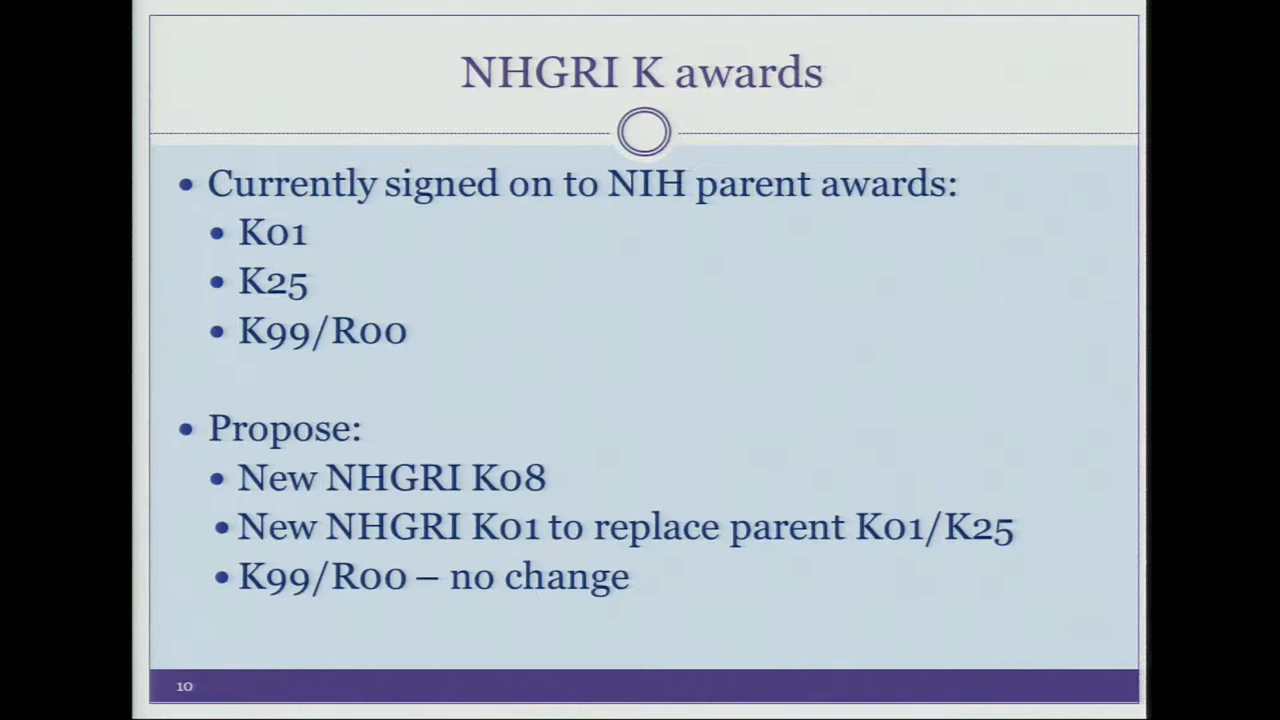 NHGRI K awards
• Currently signed on to NIH parent awards:
• K01
• K25
• K99/R00
• Propose:
• New NHGRI K08
• New NHGRI K01 to replace parent K01/K25
• K99/R00 – no change
10